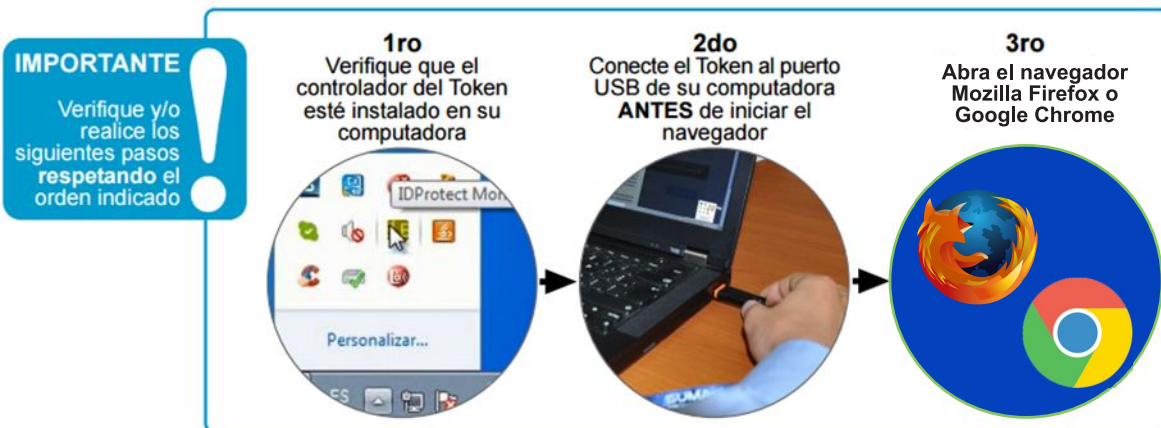 IMPORTANTE
Verifique y/o
realice los
siguientes pasos
respetando el
orden indicado
1ro
Verifique que el
controlador del Token
esté instalado en su
computadora
IDProtect Mon
Personalizar...
ES
2do
Conecte el Token al puerto
USB de su computadora
ANTES de iniciar el
navegador
SUMA
3ro
Abra el navegador
Mozilla Firefox o
Google Chrome